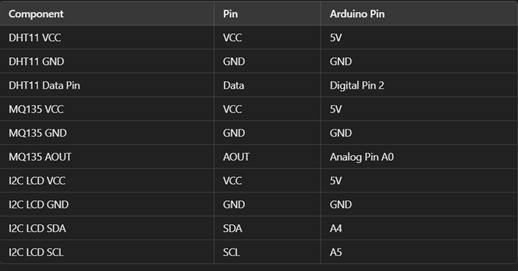 Component Pin Arduino Pin
DHT11 VCC VCC 5V
DHT11 GND GND GND
DHT11 Data Pin Data Digital Pin 2
MQ135 VCC VCC 5V
MQ135 GND GND GND
MQ135 AOUT AOUT Analog Pin A0
I2C LCD VCC VCC 5V
I2C LCD GND GND GND
I2C LCD SDA SDA A4
I2C LCD SCL SCL A5